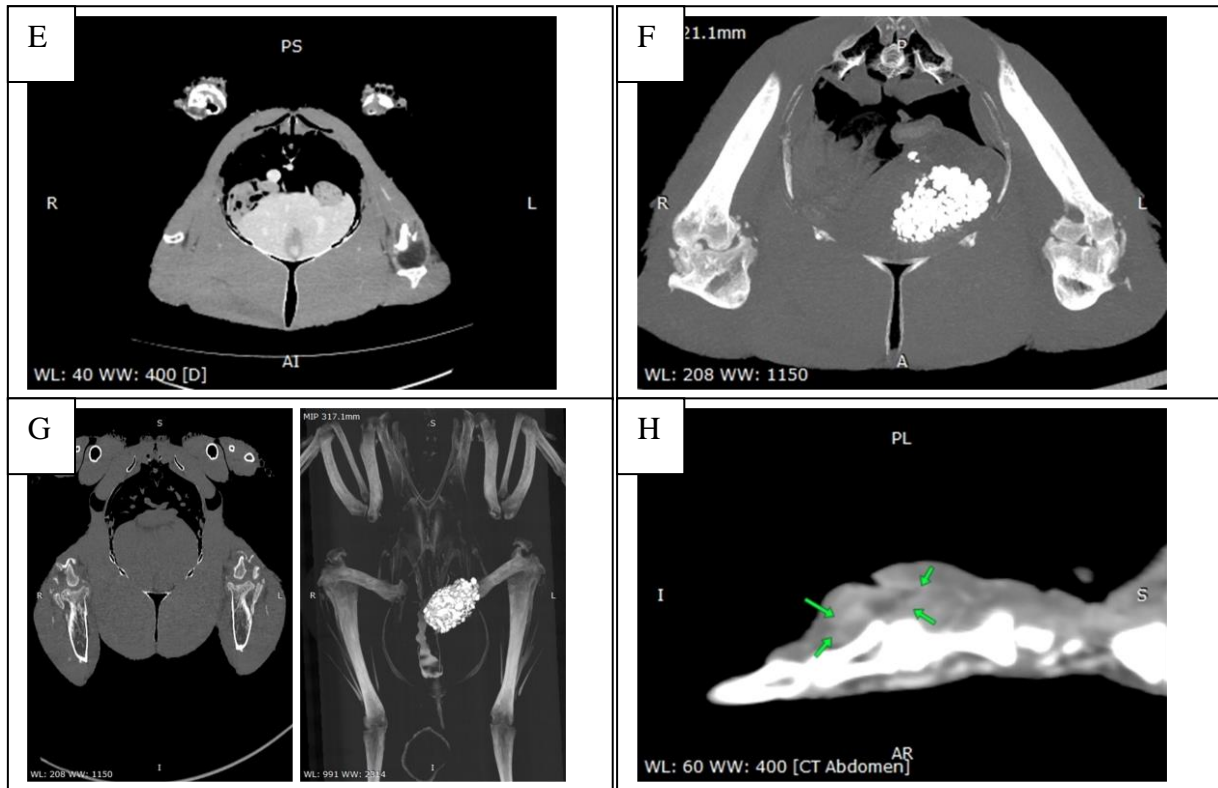 E
PS
R
L
AI
WL: 40 WW: 400 [D]
F
21.1mm
P
R
L
A
WL: 208 WW: 1150
G
S
R
L
I
WL: 208 WW: 1150
MIP 317.1mm
S
R
L
I
WL: 991 WW: 2314
H
PL
I
S
AR
WL: 60 WW: 400 [CT Abdomen]